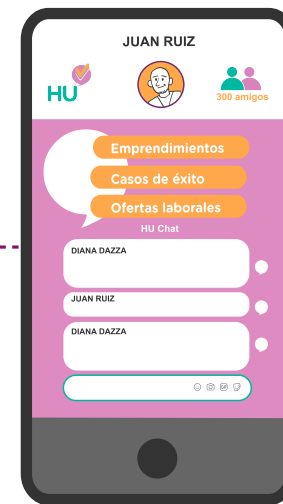 JUAN RUIZ
HU
300 amigos
Emprendimientos
Casos de éxito
Ofertas laborales
HU Chat
DIANA DAZZA
JUAN RUIZ
DIANA DAZZA